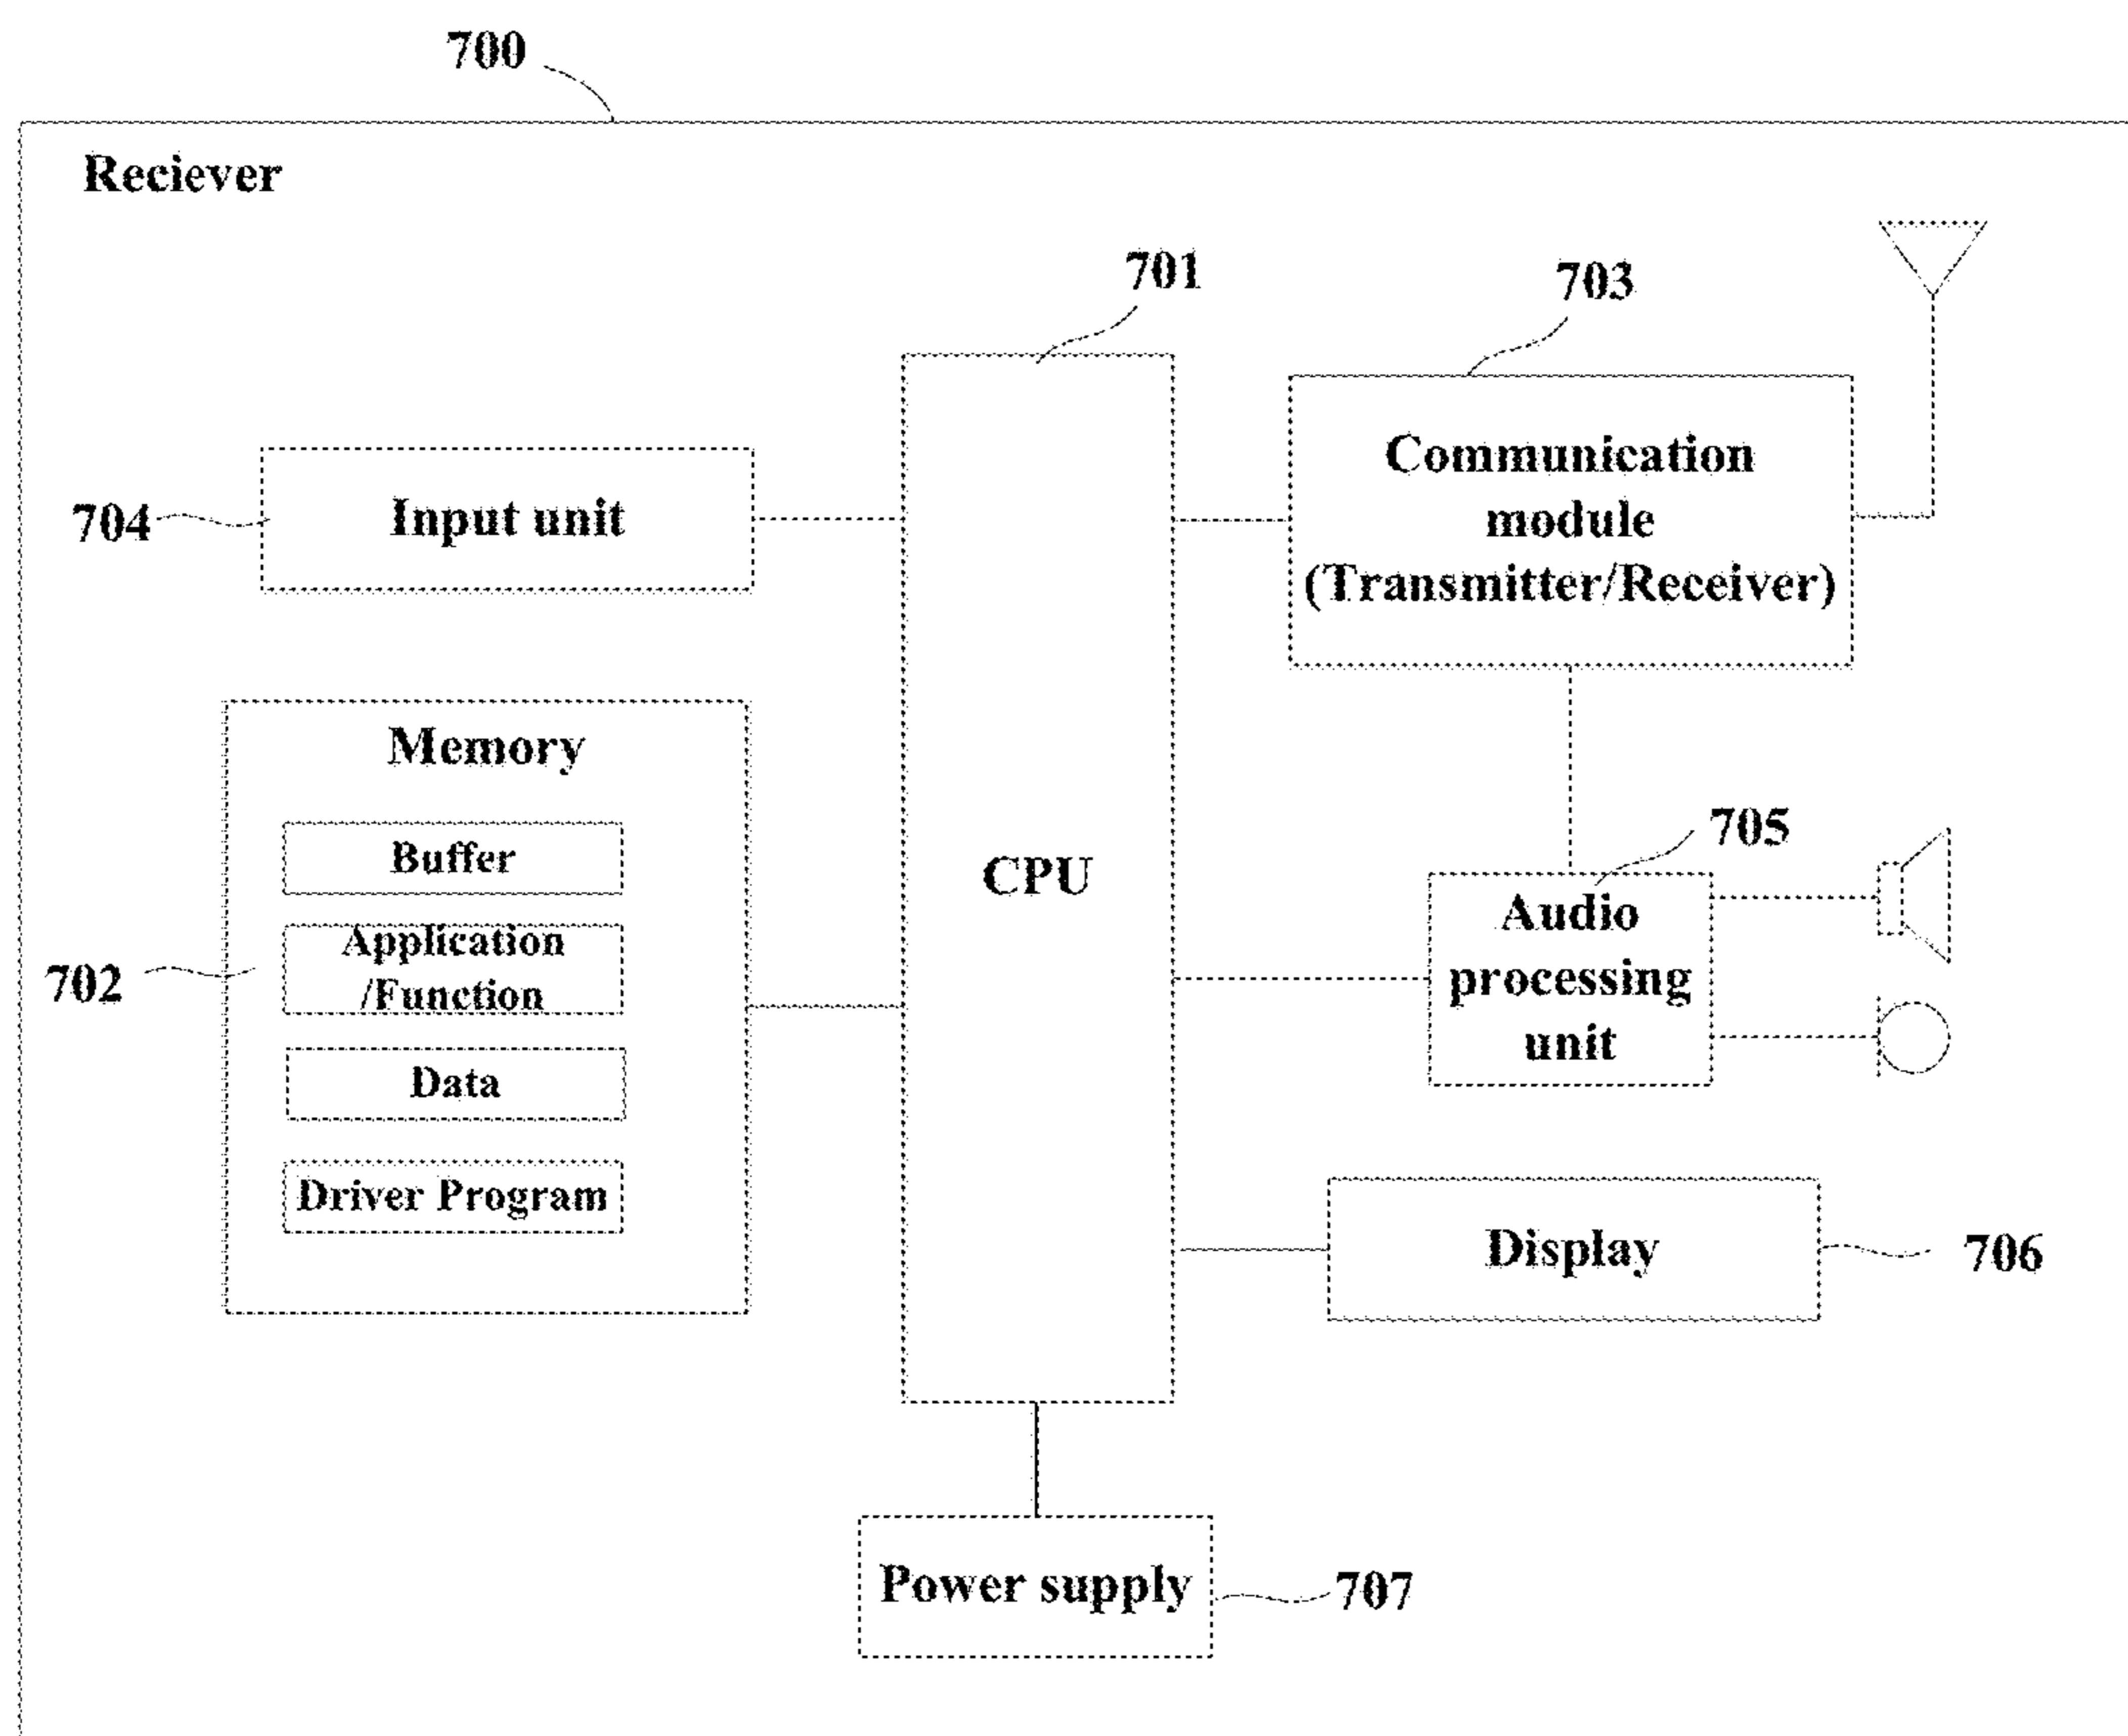 700
Reciever
701
703
704
Input unit
Communication
module
(Transmitter/Receiver)
Memory
Buffer
Application
/Function
702
Data
Driver Program
CPU
705
Audio
processing
unit
Display
706
Power supply
707